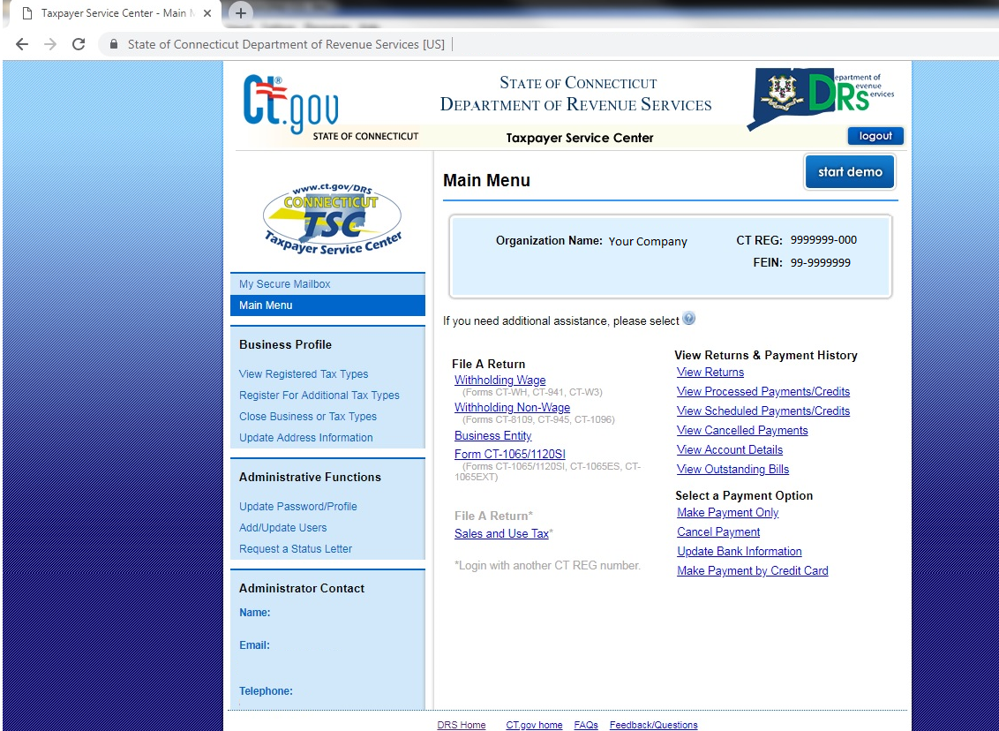 Taxpayer Service Center - Main
State of Connecticut Department of Revenue Services [US]
Ct.gov®
STATE OF CONNECTICUT
STATE OF CONNECTICUT
DEPARTMENT OF REVENUE SERVICES
Department of
Revenue
Services
DRS
Taxpayer Service Center
logout
www.ct.gov/DRS
CONNECTICUT
TSC
Taxpayer Service Center
My Secure Mailbox
Main Menu
Business Profile
View Registered Tax Types
Register For Additional Tax Types
Close Business or Tax Types
Update Address Information
Administrative Functions
Update Password/Profile
Add/Update Users
Request a Status Letter
Administrator Contact
Name:
Email:
Telephone:
Main Menu
start demo
Organization Name: Your Company
CT REG: 9999999-000
FEIN: 99-9999999
If you need additional assistance, please select ?
File A Return
Withholding Wage
(Forms CT-WH, CT-941, CT-W3)
Withholding Non-Wage
(Forms CT-8109, CT-945, CT-1096)
Business Entity
Form CT-1065/1120SI
(Forms CT-1065/1120SI, CT-1065ES, CT-
1065EXT)
File A Return*
Sales and Use Tax*
*Login with another CT REG number.
View Returns & Payment History
View Returns
View Processed Payments/Credits
View Scheduled Payments/Credits
View Cancelled Payments
View Account Details
View Outstanding Bills
Select a Payment Option
Make Payment Only
Cancel Payment
Update Bank Information
Make Payment by Credit Card
DRS Home CT.gov home FAQs Feedback/Questions